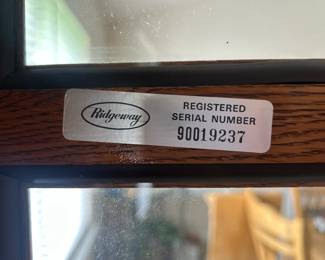 Ridgeway
REGISTERED
SERIAL NUMBER
90019237